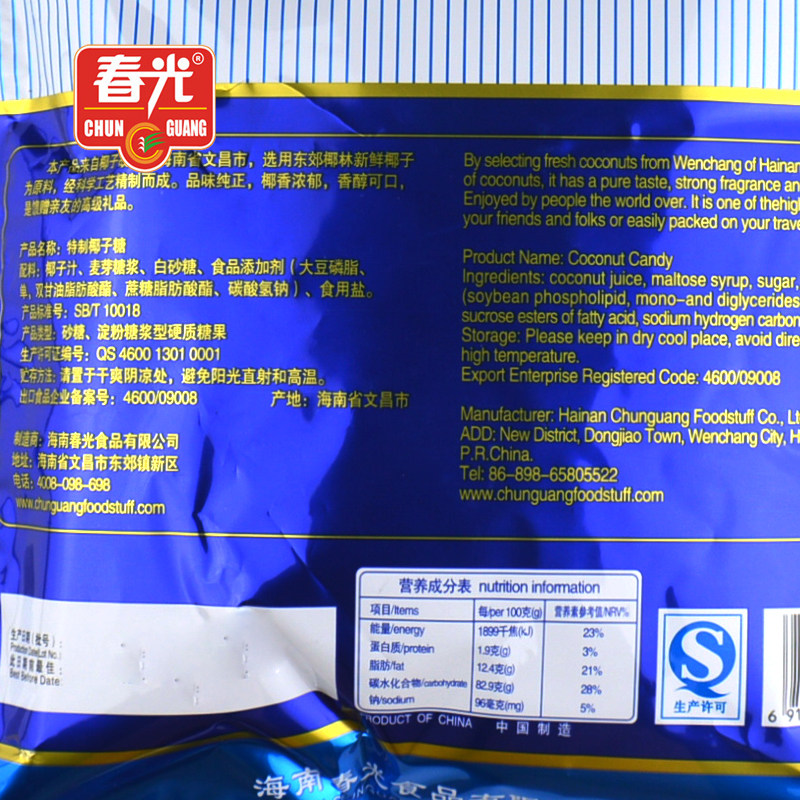 春光®
CHUN GUANG
本产品来自椰子 海南省文昌市，选用东郊椰林新鲜椰子
为原料，经科学工艺精制而成。品味纯正，椰香浓郁，香醇可口，
是馈赠亲友的高级礼品。
产品名称：特制椰子糖
配料：椰子汁、麦芽糖浆、白砂糖、食品添加剂（大豆磷脂、
单，双甘油脂肪酸酯、蔗糖脂肪酸酯、碳酸氢钠）、食用盐。
产品标准号：SB/T 10018
产品类型：砂糖、淀粉糖浆型硬质糖果
生产许可证编号：QS 4600 1301 0001
贮存方法：请置于干爽阴凉处，避免阳光直射和高温。
出口食品企业备案号：4600/09008 产地：海南省文昌市
制造商：海南春光食品有限公司
地址：海南省文昌市东郊镇新区
电话：4008-098-698
www.chunguangfoodstuff.com
By selecting fresh coconuts from Wenchang of Hainan
of coconuts, it has a pure taste, strong fragrance and
Enjoyed by people the world over. It is one of thehigh
your friends and folks or easily packed on your trave
Product Name: Coconut Candy
Ingredients: coconut juice, maltose syrup, sugar,
(soybean phospholipid, mono-and diglycerides
sucrose esters of fatty acid, sodium hydrogen carbon
Storage: Please keep in dry cool place, avoid dire
high temperature.
Export Enterprise Registered Code: 4600/09008
Manufacturer: Hainan Chunguang Foodstuff Co., Lt
ADD: New District, Dongjiao Town, Wenchang City, H
P.R.China.
Tel: 86-898-65805522
www.chunguangfoodstuff.com
生产日期（批号）：
Production Date(Lot No.)
此日期前最佳：
Best Before Date:
营养成分表 nutrition information
项目/Items 每/per 100克(g) 营养素参考值/NRV%
能量/energy 1899千焦(kJ) 23%
蛋白质/protein 1.9克(g) 3%
脂肪/fat 12.4克(g) 21%
碳水化合物/carbohydrate 82.9克(g) 28%
钠/sodium 96毫克(mg) 5%
PRODUCT OF CHINA 中国制造
生产许可
6 91
海南春光食品有限